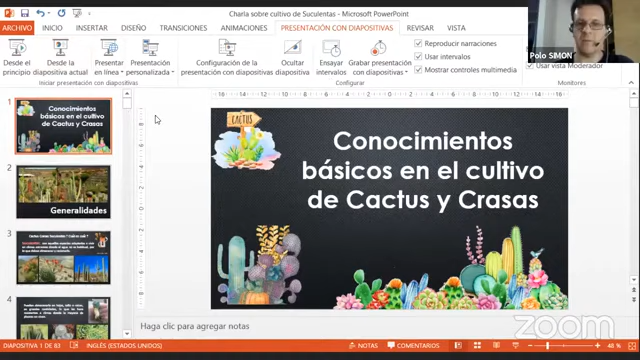 Charla sobre cultivo de Suculentas - Microsoft PowerPoint
ARCHIVO INICIO INSERTAR DISEÑO TRANSICIONES ANIMACIONES PRESENTACIÓN CON DIAPOSITIVAS REVISAR VISTA
Desde el principio
Desde la diapositiva actual
Presentar en línea
Presentación personalizada
Configuración de la presentación con diapositivas
Ocultar diapositiva
Ensayar intervalos
Grabar presentación con diapositivas
Reproducir narraciones
Usar intervalos
Mostrar controles multimedia
Usar vista Moderador
Iniciar presentación con diapositivas
Configurar
Monitores
Polo SIMON
1
Conocimientos
básicos en el cultivo
de Cactus y Crasas
2
Generalidades
3
4
CACTUS
Conocimientos
básicos en el cultivo
de Cactus y Crasas
Haga clic para agregar notas
zoom
DIAPOSITIVA 1 DE 83 INGLÉS (ESTADOS UNIDOS) NOTAS COMENTARIOS 48 %